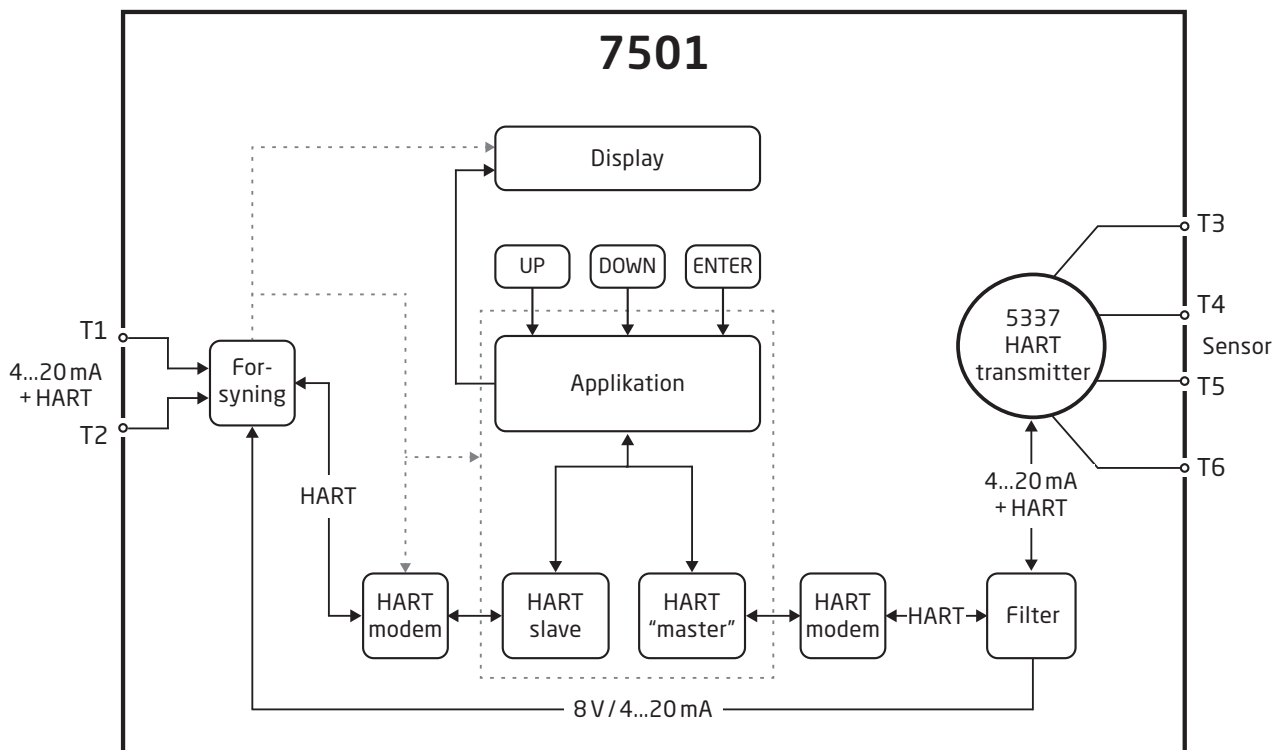 7501
Display
UP
DOWN
ENTER
T3
T1
4...20 mA
+ HART
T2
For-
syning
Applikation
5337
HART
transmitter
T4
Sensor
T5
T6
HART
4...20 mA
+ HART
HART
modem
HART
slave
HART
“master”
HART
modem
HART
Filter
8 V / 4...20 mA